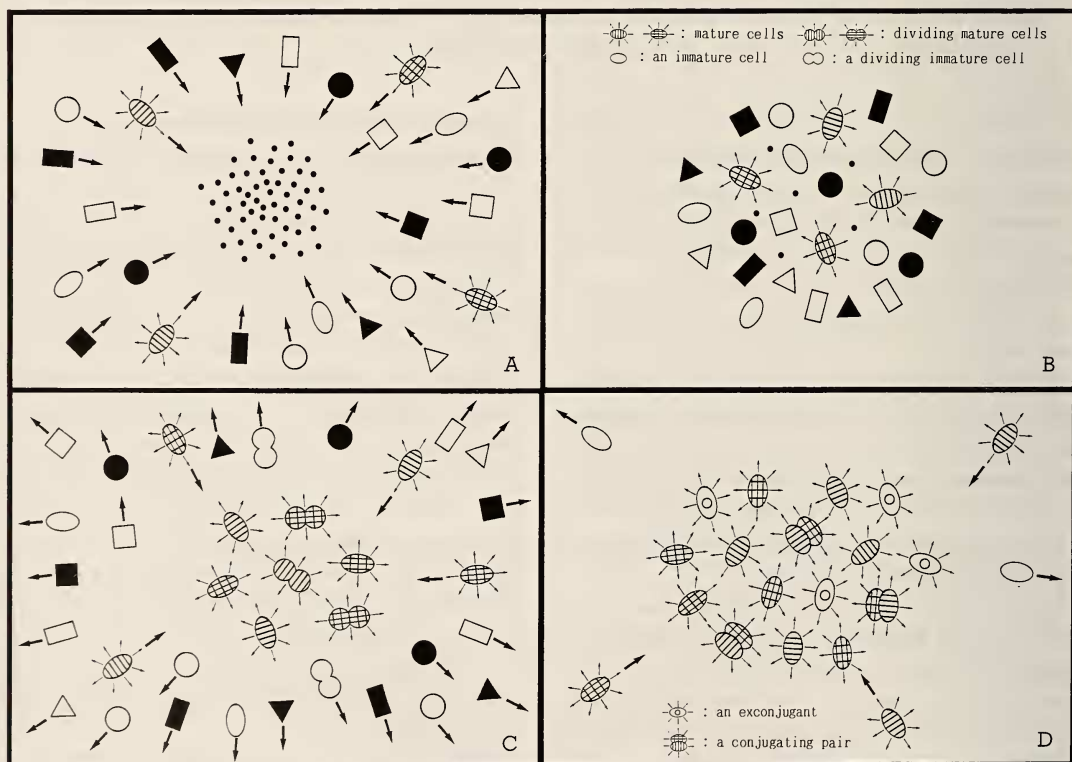 A
: mature cells : dividing mature cells
: an immature cell : a dividing immature cell
B
C
: an exconjugant
: a conjugating pair
D